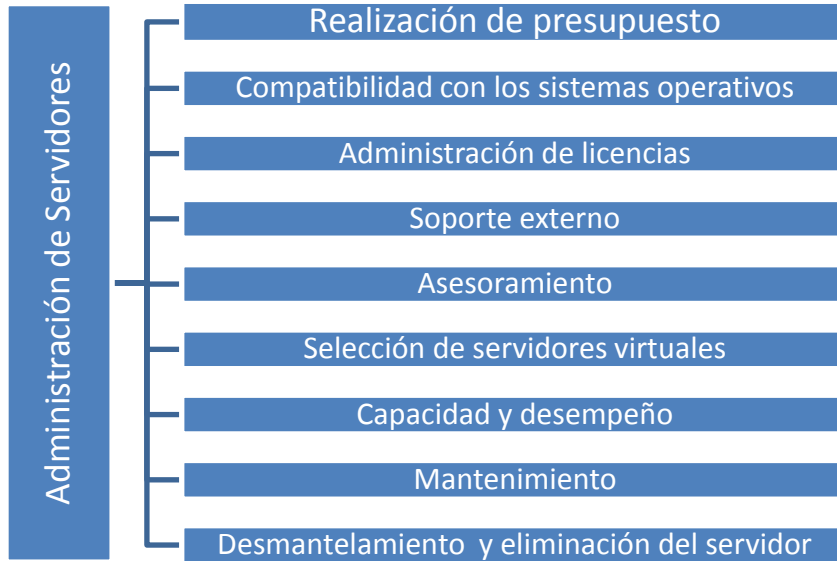 Administración de Servidores
Realización de presupuesto
Compatibilidad con los sistemas operativos
Administración de licencias
Soporte externo
Asesoramiento
Selección de servidores virtuales
Capacidad y desempeño
Mantenimiento
Desmantelamiento  y eliminación del servidor